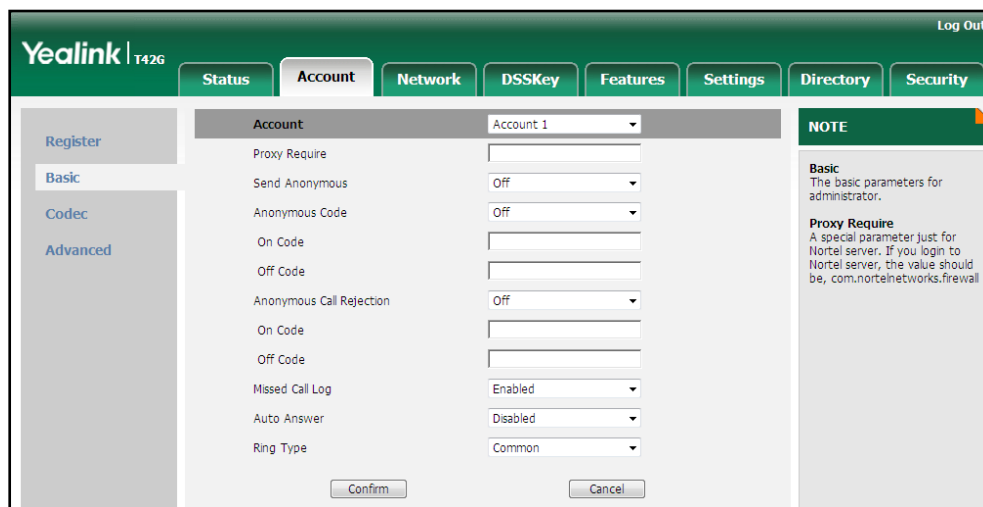 Log Out
Yealink T42G
Status Account Network DSSKey Features Settings Directory Security
Register
Basic
Codec
Advanced
Account Account 1
Proxy Require
Send Anonymous Off
Anonymous Code Off
On Code
Off Code
Anonymous Call Rejection Off
On Code
Off Code
Missed Call Log Enabled
Auto Answer Disabled
Ring Type Common
Confirm Cancel
NOTE
Basic
The basic parameters for
administrator.
Proxy Require
A special parameter just for
Nortel server. If you login to
Nortel server, the value should
be, com.nortelnetworks.firewall